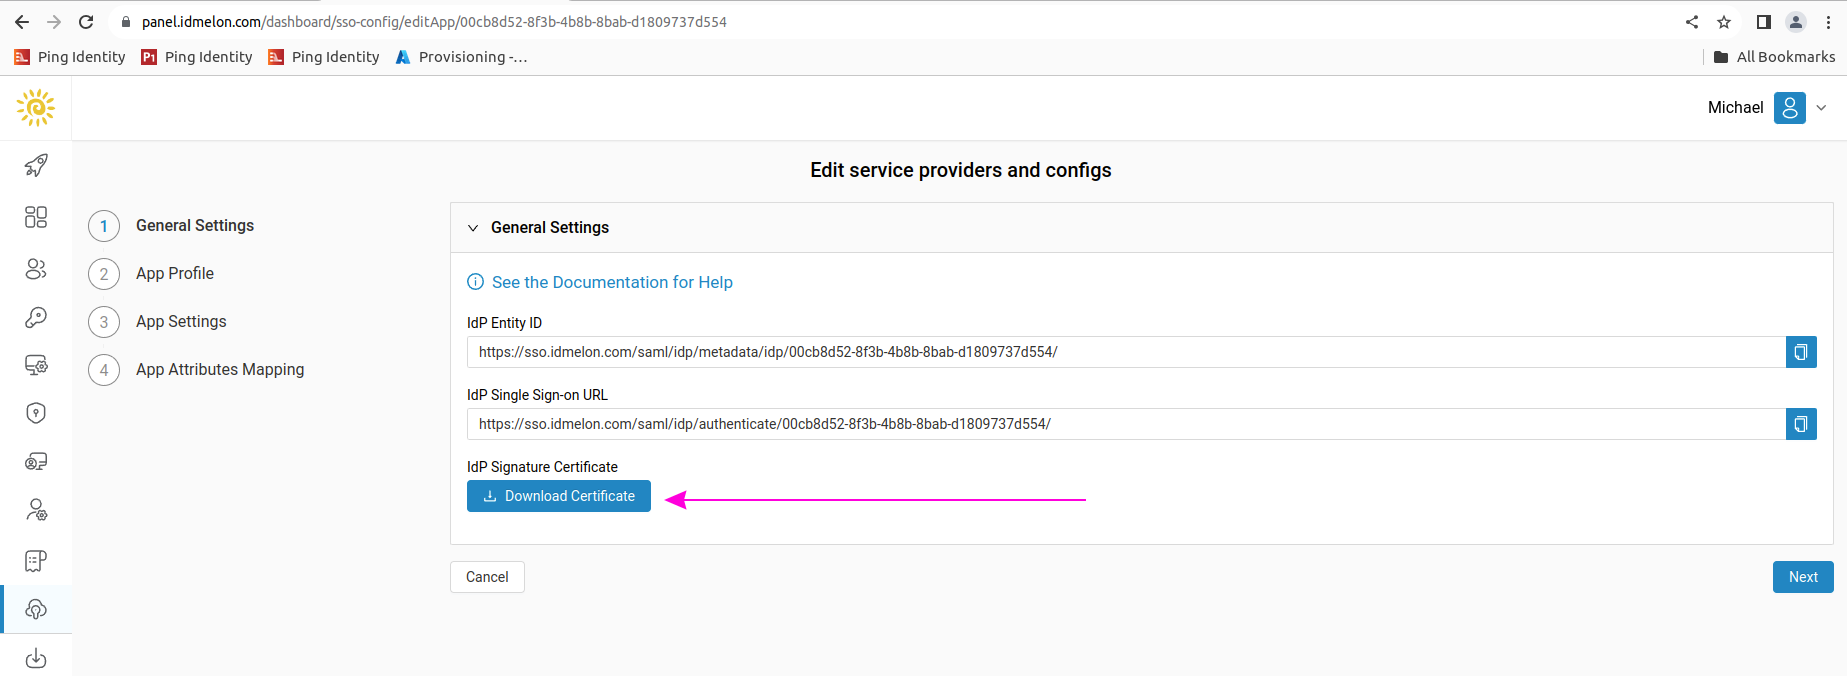 panel.idmelon.com/dashboard/sso-config/editApp/00cb8d52-8f3b-4b8b-8bab-d1809737d554
Ping Identity P1 Ping Identity Ping Identity Provisioning -... All Bookmarks
Michael
Edit service providers and configs
1 General Settings
2 App Profile
3 App Settings
4 App Attributes Mapping
General Settings
See the Documentation for Help
IdP Entity ID
https://sso.idmelon.com/saml/idp/metadata/idp/00cb8d52-8f3b-4b8b-8bab-d1809737d554/
IdP Single Sign-on URL
https://sso.idmelon.com/saml/idp/authenticate/00cb8d52-8f3b-4b8b-8bab-d1809737d554/
IdP Signature Certificate
Download Certificate
Cancel
Next